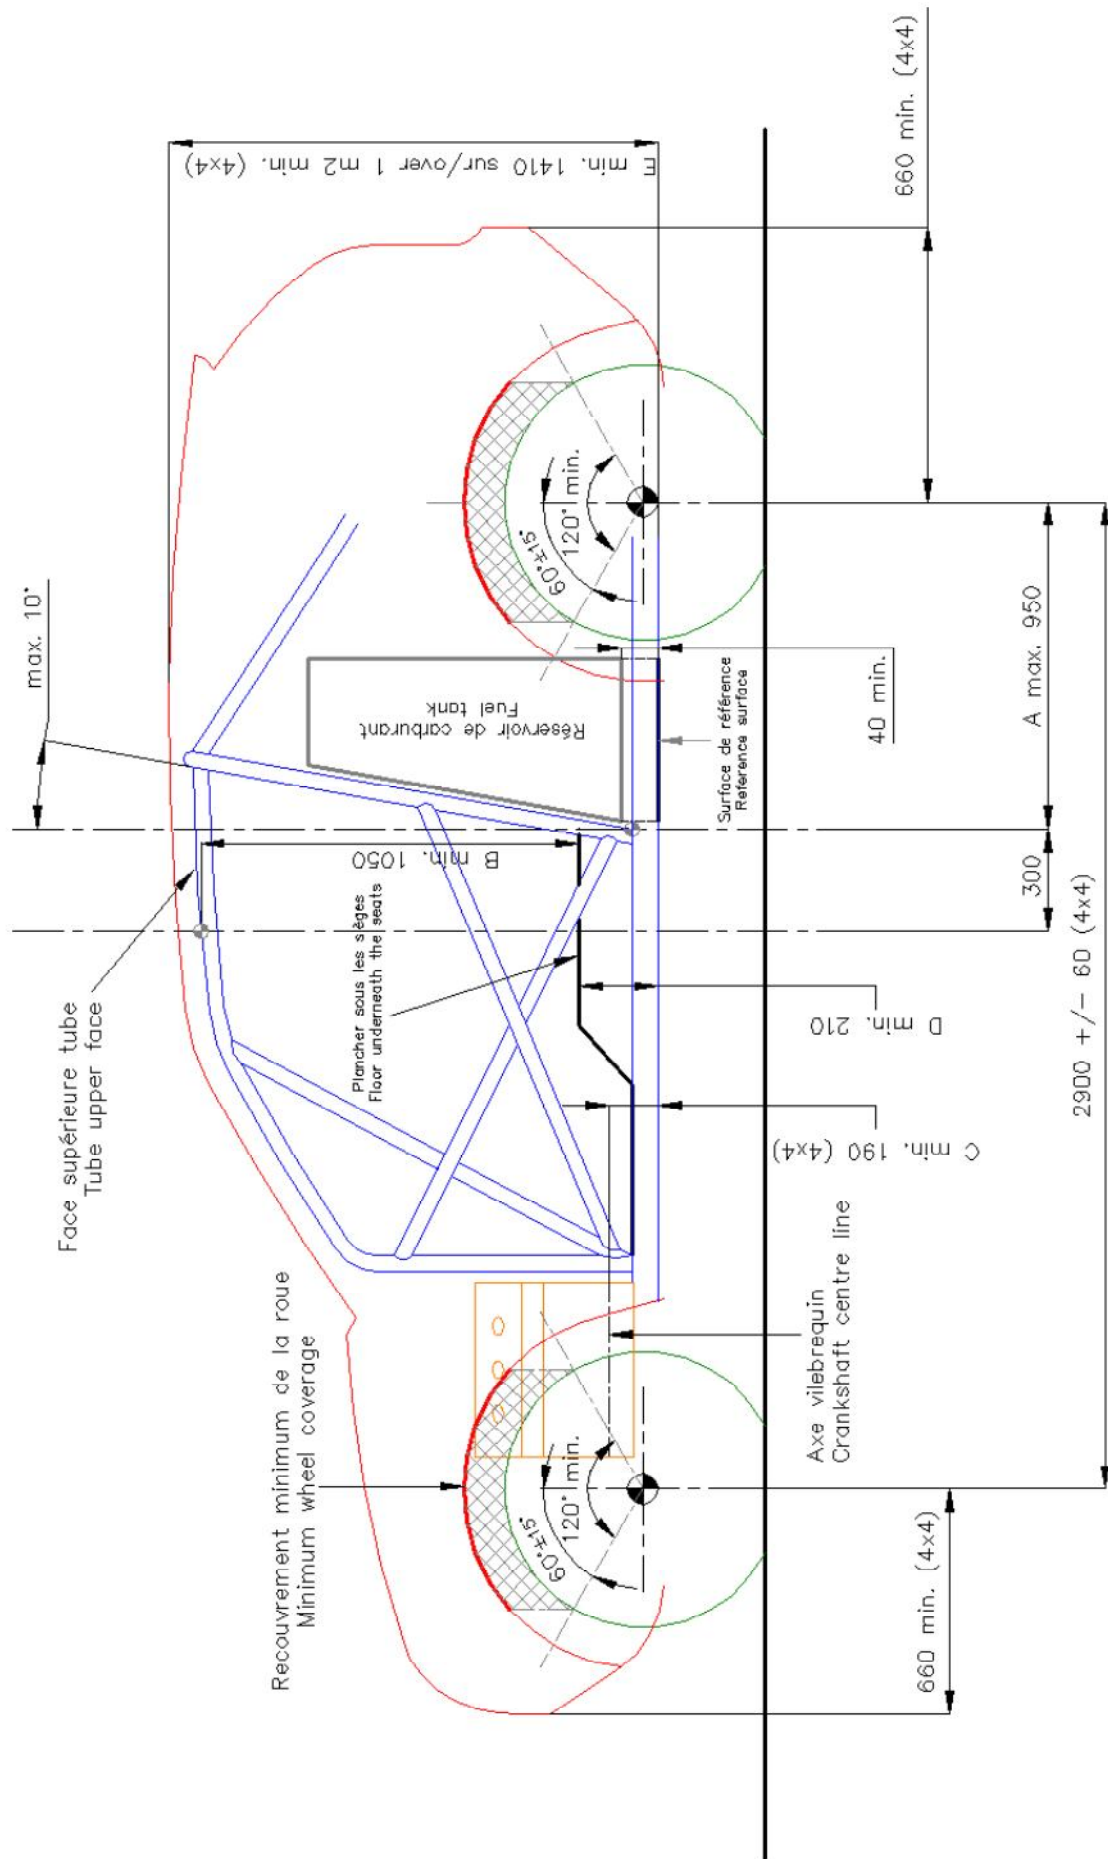 max. 10°
Face supérieure tube
Tube upper face
E min. 1410 sur/over 1 m2 min. (4x4)
B min. 1050
Plancher sous les sèges
Floor underneath the seats
Réservoir de carburant
Fuel tank
Recouvrement minimum de la roue
Minimum wheel coverage
60°±15°
120° min.
60°±15°
120° min.
Surface de référence
Reference surface
40 min.
Axe vilebrequin
Crankshaft centre line
C min. 190 (4x4)
D min. 210
300
A max. 950
660 min. (4x4)
2900 +/- 60 (4x4)
660 min. (4x4)